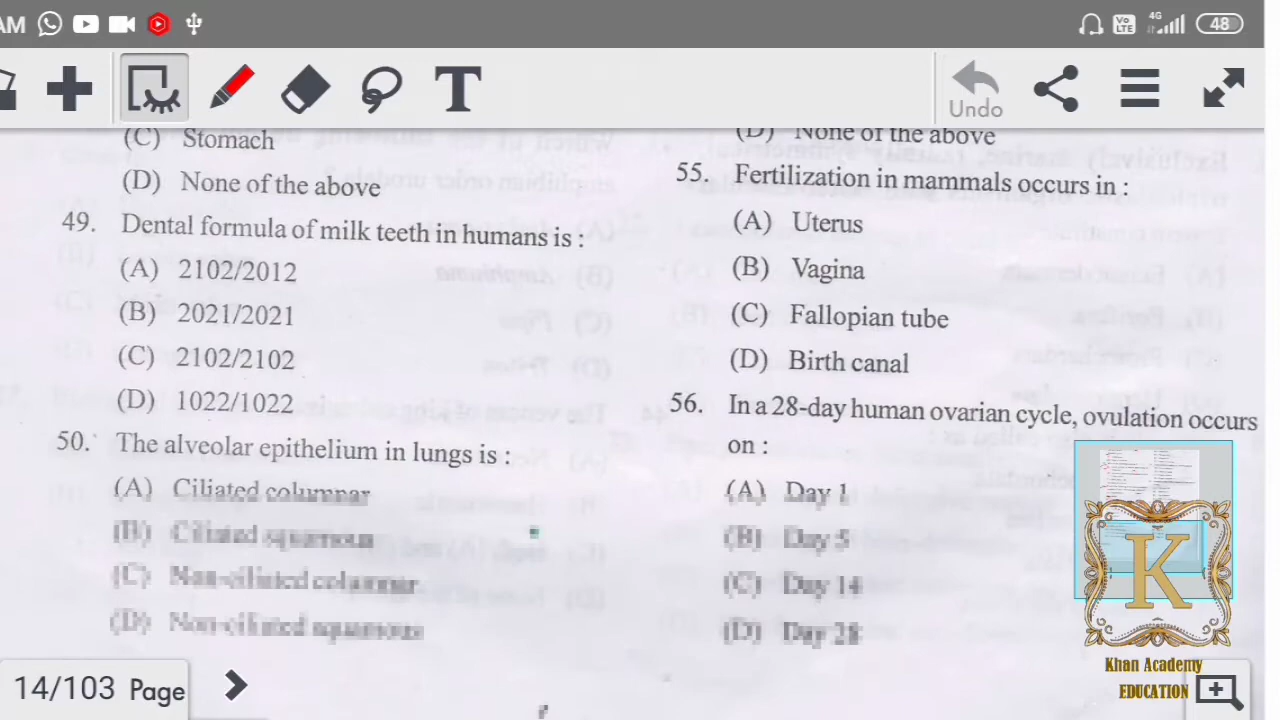 AM
4G
Vo
LTE
48
T
Undo
(C) Stomach
(D) None of the above
49. Dental formula of milk teeth in humans is :
(A) 2102/2012
(B) 2021/2021
(C) 2102/2102
(D) 1022/1022
50. The alveolar epithelium in lungs is :
(A) Ciliated columnar
(B) Ciliated squamous
(C) Non-ciliated columnar
(D) Non-ciliated squamous
(D) None of the above
55. Fertilization in mammals occurs in :
(A) Uterus
(B) Vagina
(C) Fallopian tube
(D) Birth canal
56. In a 28-day human ovarian cycle, ovulation occurs
on :
(A) Day 1
(B) Day 5
(C) Day 14
(D) Day 28
K
Khan Academy
EDUCATION
14/103 Page